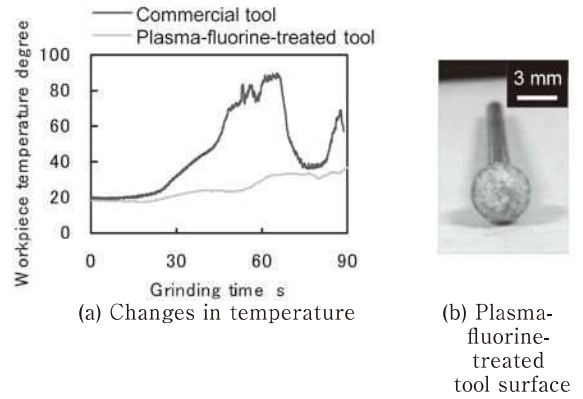 Commercial tool
Plasma-fluorine-treated tool
Workpiece temperature degree
100
80
60
40
20
0
0 30 60 90
Grinding time s
(a) Changes in temperature
3 mm
(b) Plasma-
fluorine-
treated
tool surface